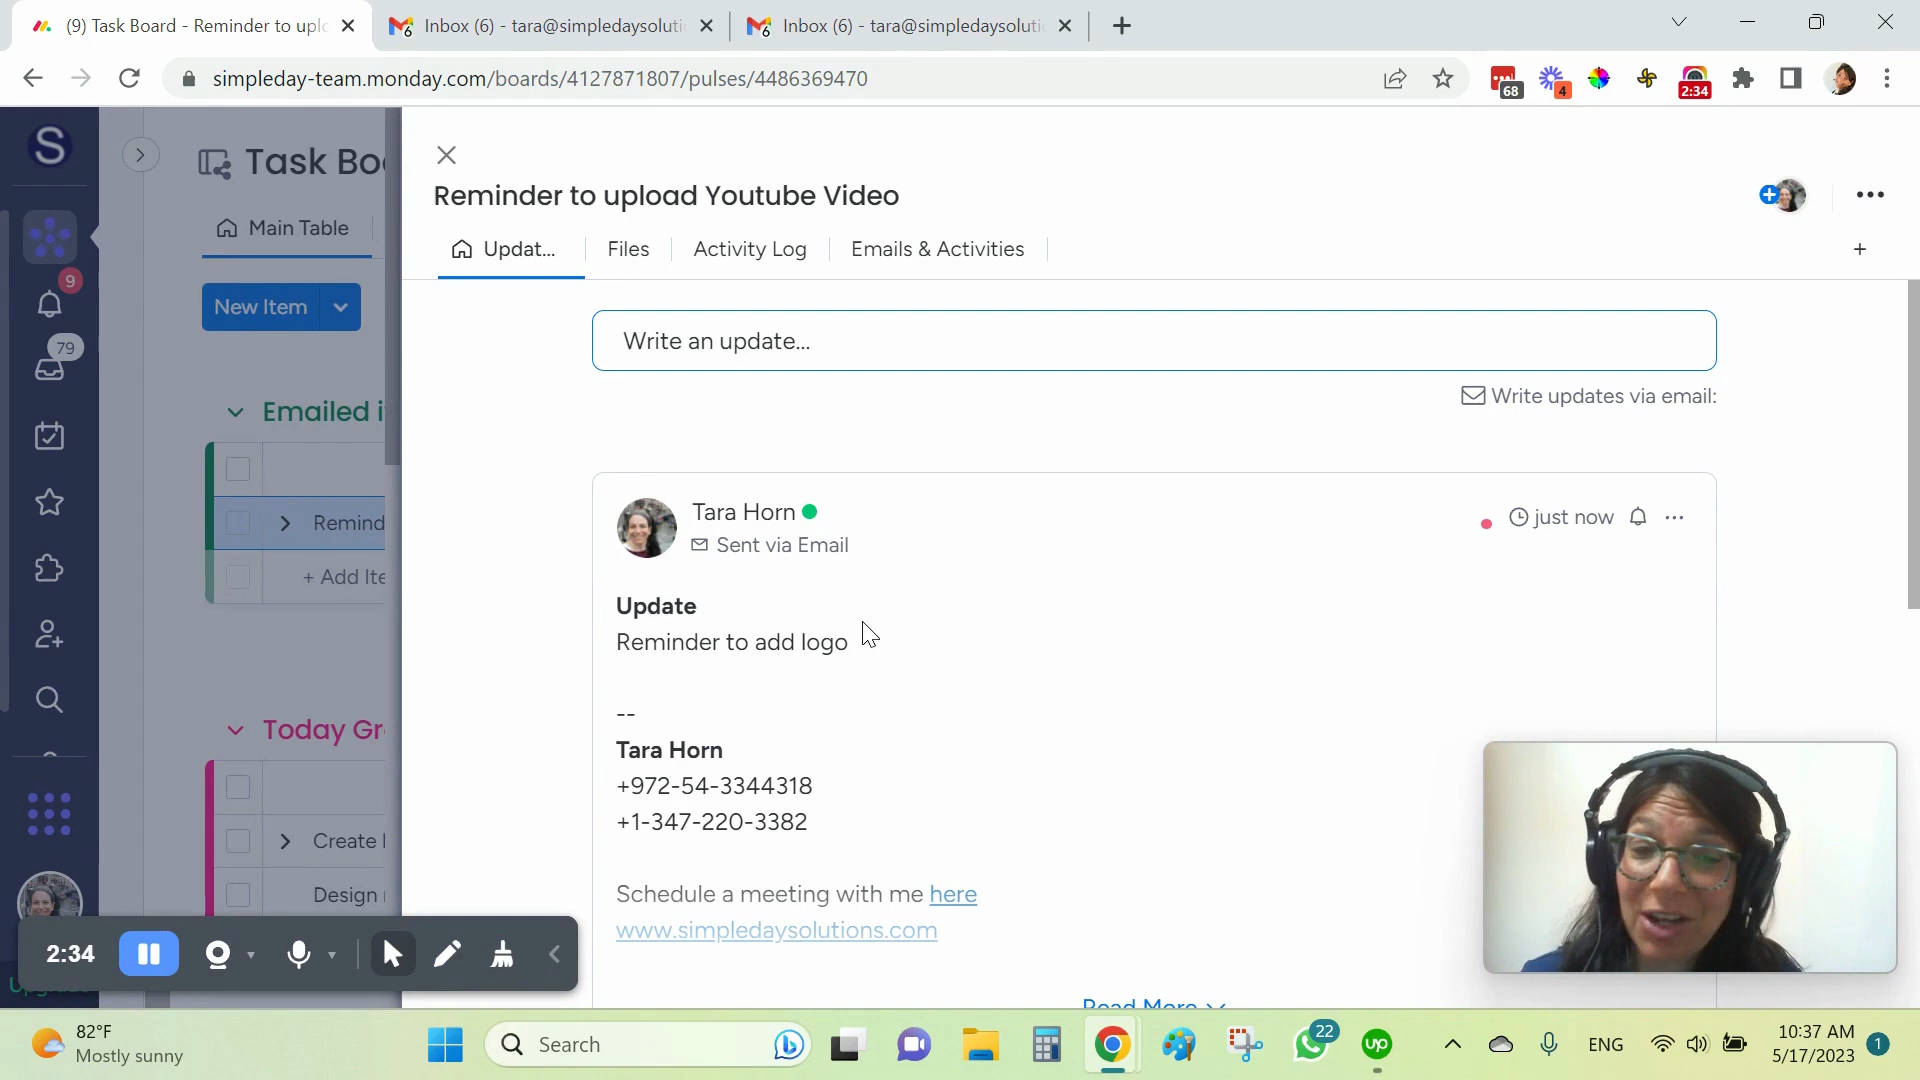 (9) Task Board - Reminder to uplo
Inbox (6) - tara@simpledaysoluti
Inbox (6) - tara@simpledaysoluti
simpleday-team.monday.com/boards/4127871807/pulses/4486369470
68
4
2:34
S
Task Bo
Reminder to upload Youtube Video
Main Table
Updat...
Files
Activity Log
Emails & Activities
New Item
9
79
Write an update...
Write updates via email:
Emailed i
Remind
+ Add Ite
Tara Horn
Sent via Email
just now
Update
Reminder to add logo
--
Tara Horn
+972-54-3344318
+1-347-220-3382
Today Gr
Create
Design
Schedule a meeting with me here
www.simpledaysolutions.com
Read More
2:34
82°F
Mostly sunny
Search
22
up
ENG
10:37 AM
5/17/2023
1